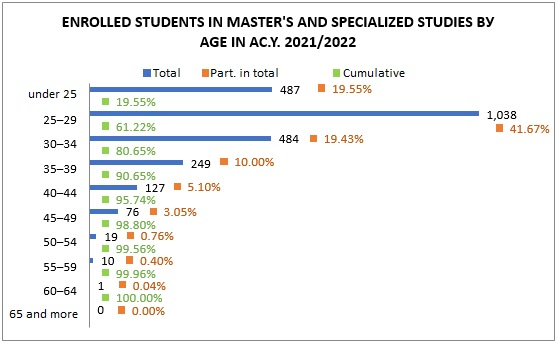 ENROLLED STUDENTS IN MASTER'S AND SPECIALIZED STUDIES BY
AGE IN AC.Y. 2021/2022
Total Part. in total Cumulative
under 25 487 19.55%
19.55%
25–29 1,038 41.67%
61.22%
30–34 484 19.43%
80.65%
35–39 249 10.00%
90.65%
40–44 127 5.10%
95.74%
45–49 76 3.05%
98.80%
50–54 19 0.76%
99.56%
55–59 10 0.40%
99.96%
60–64 1 0.04%
100.00%
65 and more 0 0.00%